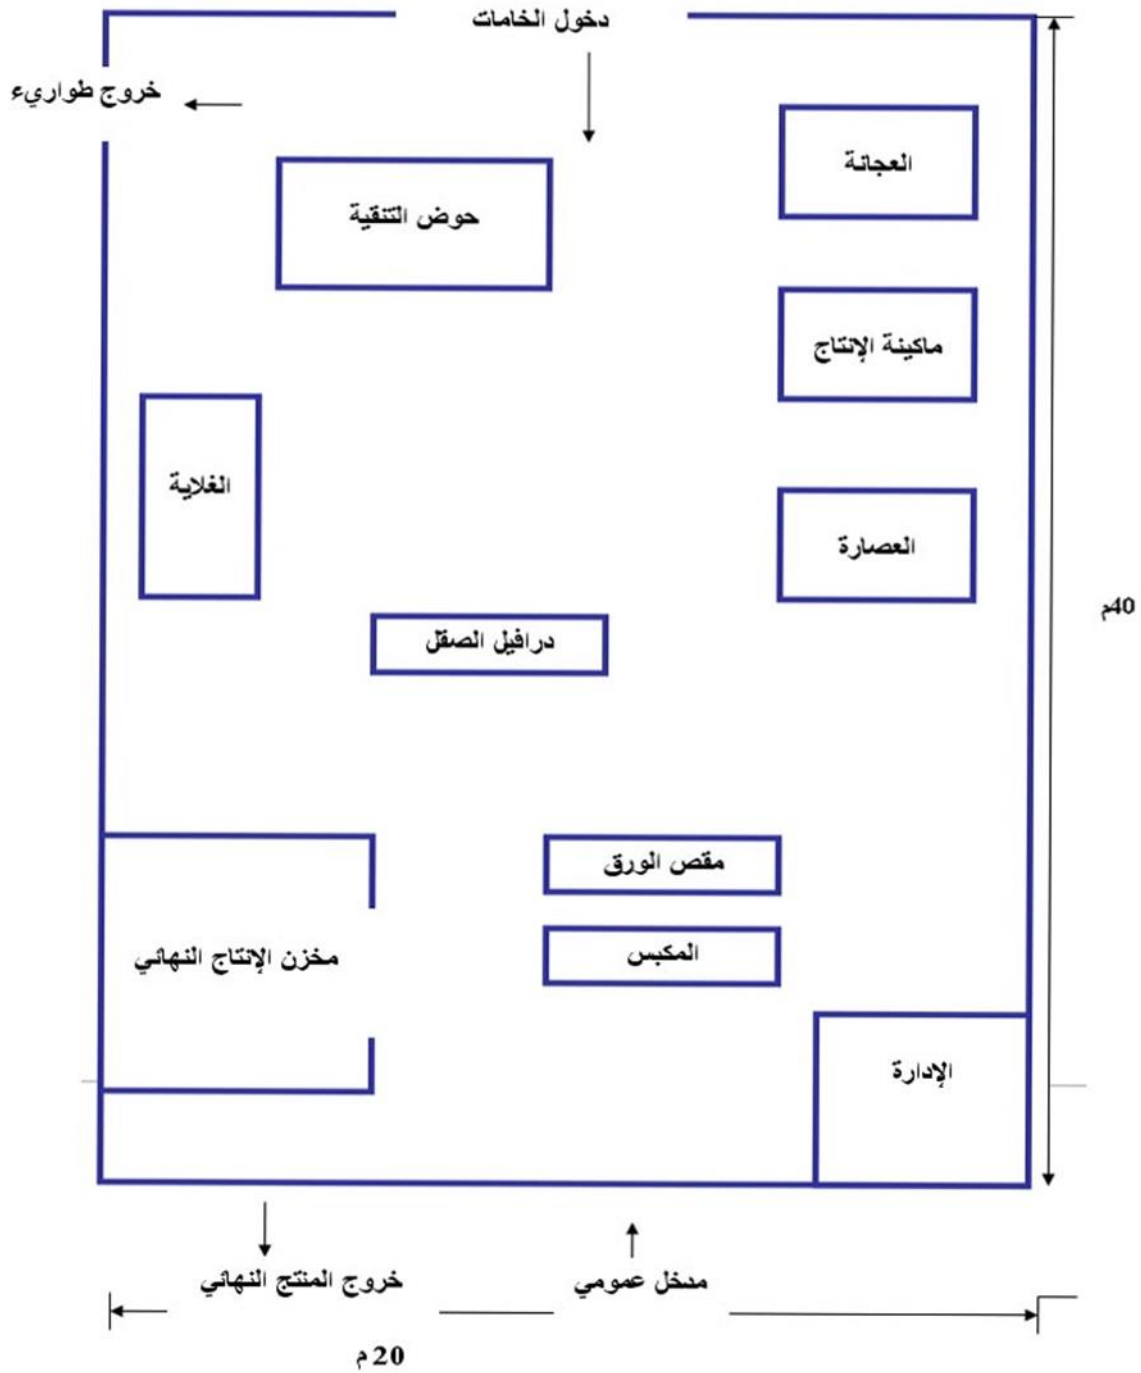 دخول الخامات
خروج طواريء
العجانة
حوض التنقية
ماكينة الإنتاج
الغلاية
العصارة
40م
درافيل الصقل
مقص الورق
المكبس
مخزن الإنتاج النهائي
الإدارة
مدخل عمومي
خروج المنتج النهائي
20 م